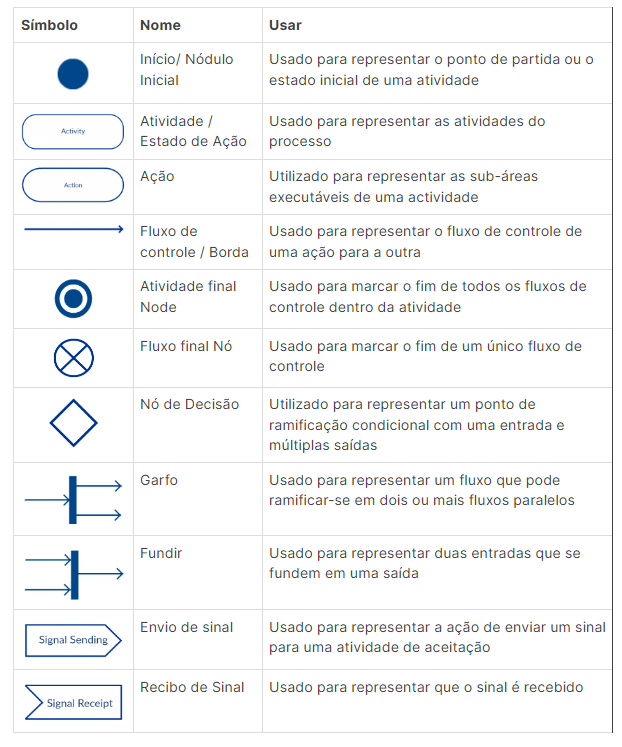 Símbolo Nome Usar
Início/ Nódulo Usado para representar o ponto de partida ou o
Inicial estado inicial de uma atividade
Activity
Atividade / Usado para representar as atividades do
Estado de Ação processo
Action
Ação Utilizado para representar as sub-áreas
executáveis de uma actividade
Fluxo de Usado para representar o fluxo de controle de
controle / Borda uma ação para a outra
Atividade final Usado para marcar o fim de todos os fluxos de
Node controle dentro da atividade
Fluxo final Nó Usado para marcar o fim de um único fluxo de
controle
Nó de Decisão Utilizado para representar um ponto de
ramificação condicional com uma entrada e
múltiplas saídas
Garfo Usado para representar um fluxo que pode
ramificar-se em dois ou mais fluxos paralelos
Fundir Usado para representar duas entradas que se
fundem em uma saída
Signal Sending
Envio de sinal Usado para representar a ação de enviar um sinal
para uma atividade de aceitação
Signal Receipt
Recibo de Sinal Usado para representar que o sinal é recebido